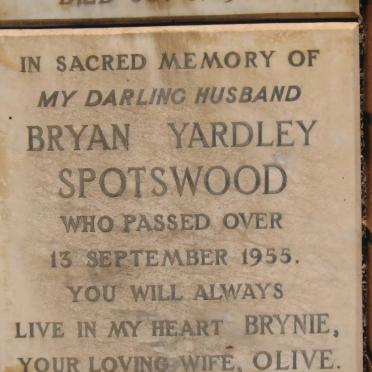 IN SACRED MEMORY OF
MY DARLING HUSBAND
BRYAN YARDLEY
SPOTSWOOD
WHO PASSED OVER
13 SEPTEMBER 1955.
YOU WILL ALWAYS
LIVE IN MY HEART BRYNIE,
YOUR LOVING WIFE, OLIVE.